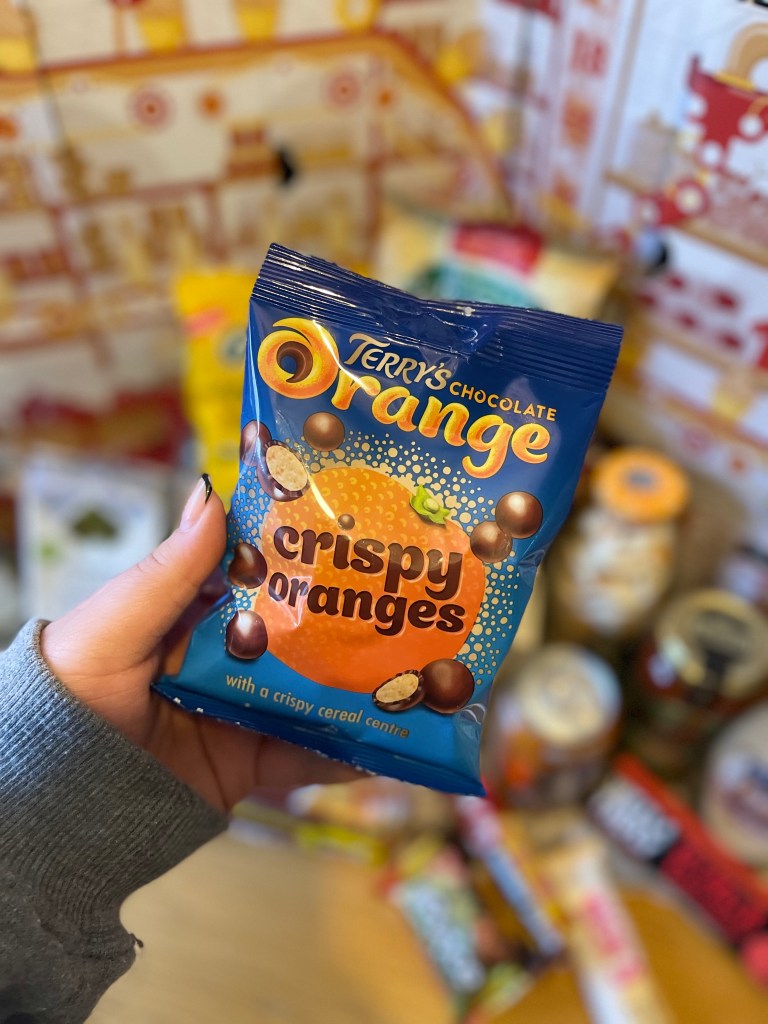 TERRY'S CHOCOLATE
Orange
crispy
oranges
with a crispy cereal centre